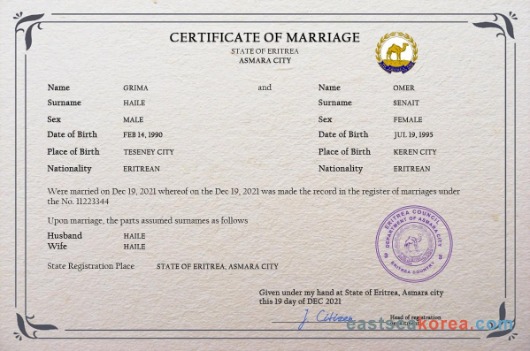 CERTIFICATE OF MARRIAGE
STATE OF ERITREA
ASMARA CITY
Name GRIMA and Name OMER
Surname HAILE Surname SENAIT
Sex MALE Sex FEMALE
Date of Birth FEB 14, 1990 Date of Birth JUL 19, 1995
Place of Birth TESENEY CITY Place of Birth KEREN CITY
Nationality ERITREAN Nationality ERITREAN
Were married on Dec 19, 2021 whereof on the Dec 19, 2021 was made the record in the register of marriages under
the No. 11223344
Upon marriage, the parts assumed surnames as follows
Husband HAILE
Wife HAILE
State Registration Place STATE OF ERITREA, ASMARA CITY
ERITREA COUNCIL
DEPARTMENT OF ASMARA CITY
ERITREA COUNTRY
Given under my hand at State of Eritrea, Asmara city
this 19 day of DEC 2021
J. Citizen
Head of registration
eastseakorea.com